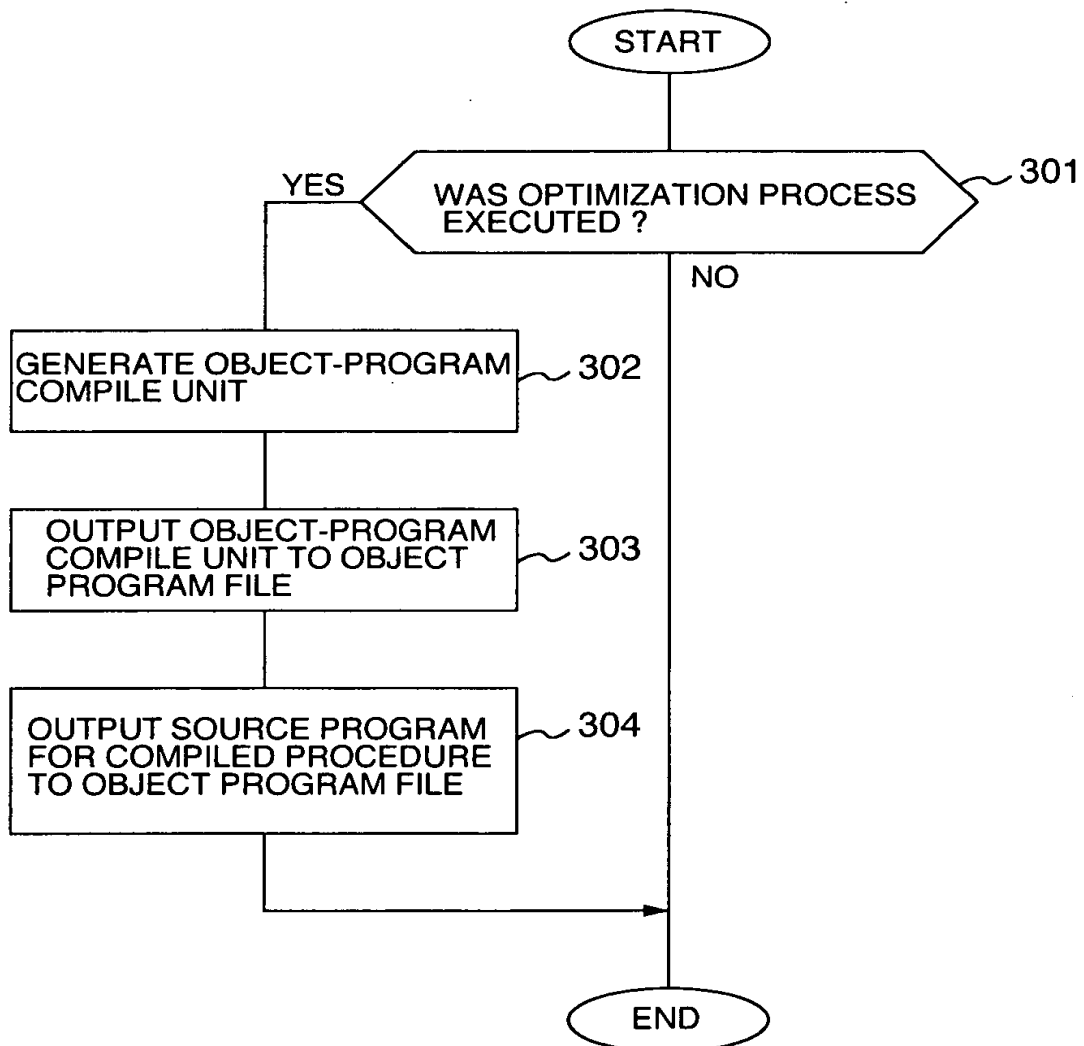 START
301
YES
WAS OPTIMIZATION PROCESS
EXECUTED ?
NO
GENERATE OBJECT-PROGRAM
COMPILE UNIT
302
OUTPUT OBJECT-PROGRAM
COMPILE UNIT TO OBJECT
PROGRAM FILE
303
OUTPUT SOURCE PROGRAM
FOR COMPILED PROCEDURE
TO OBJECT PROGRAM FILE
304
END